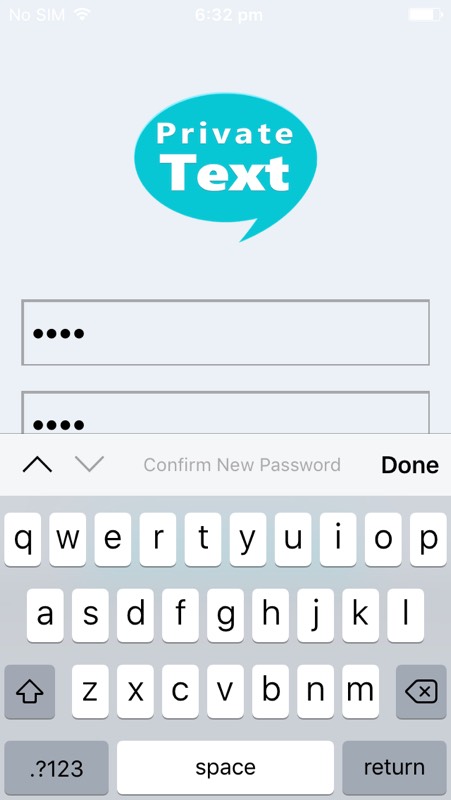 No SIM 6:32 pm
Private
Text
••••
••••
Confirm New Password Done
q w e r t y u i o p
a s d f g h j k l
z x c v b n m
.?123 space return